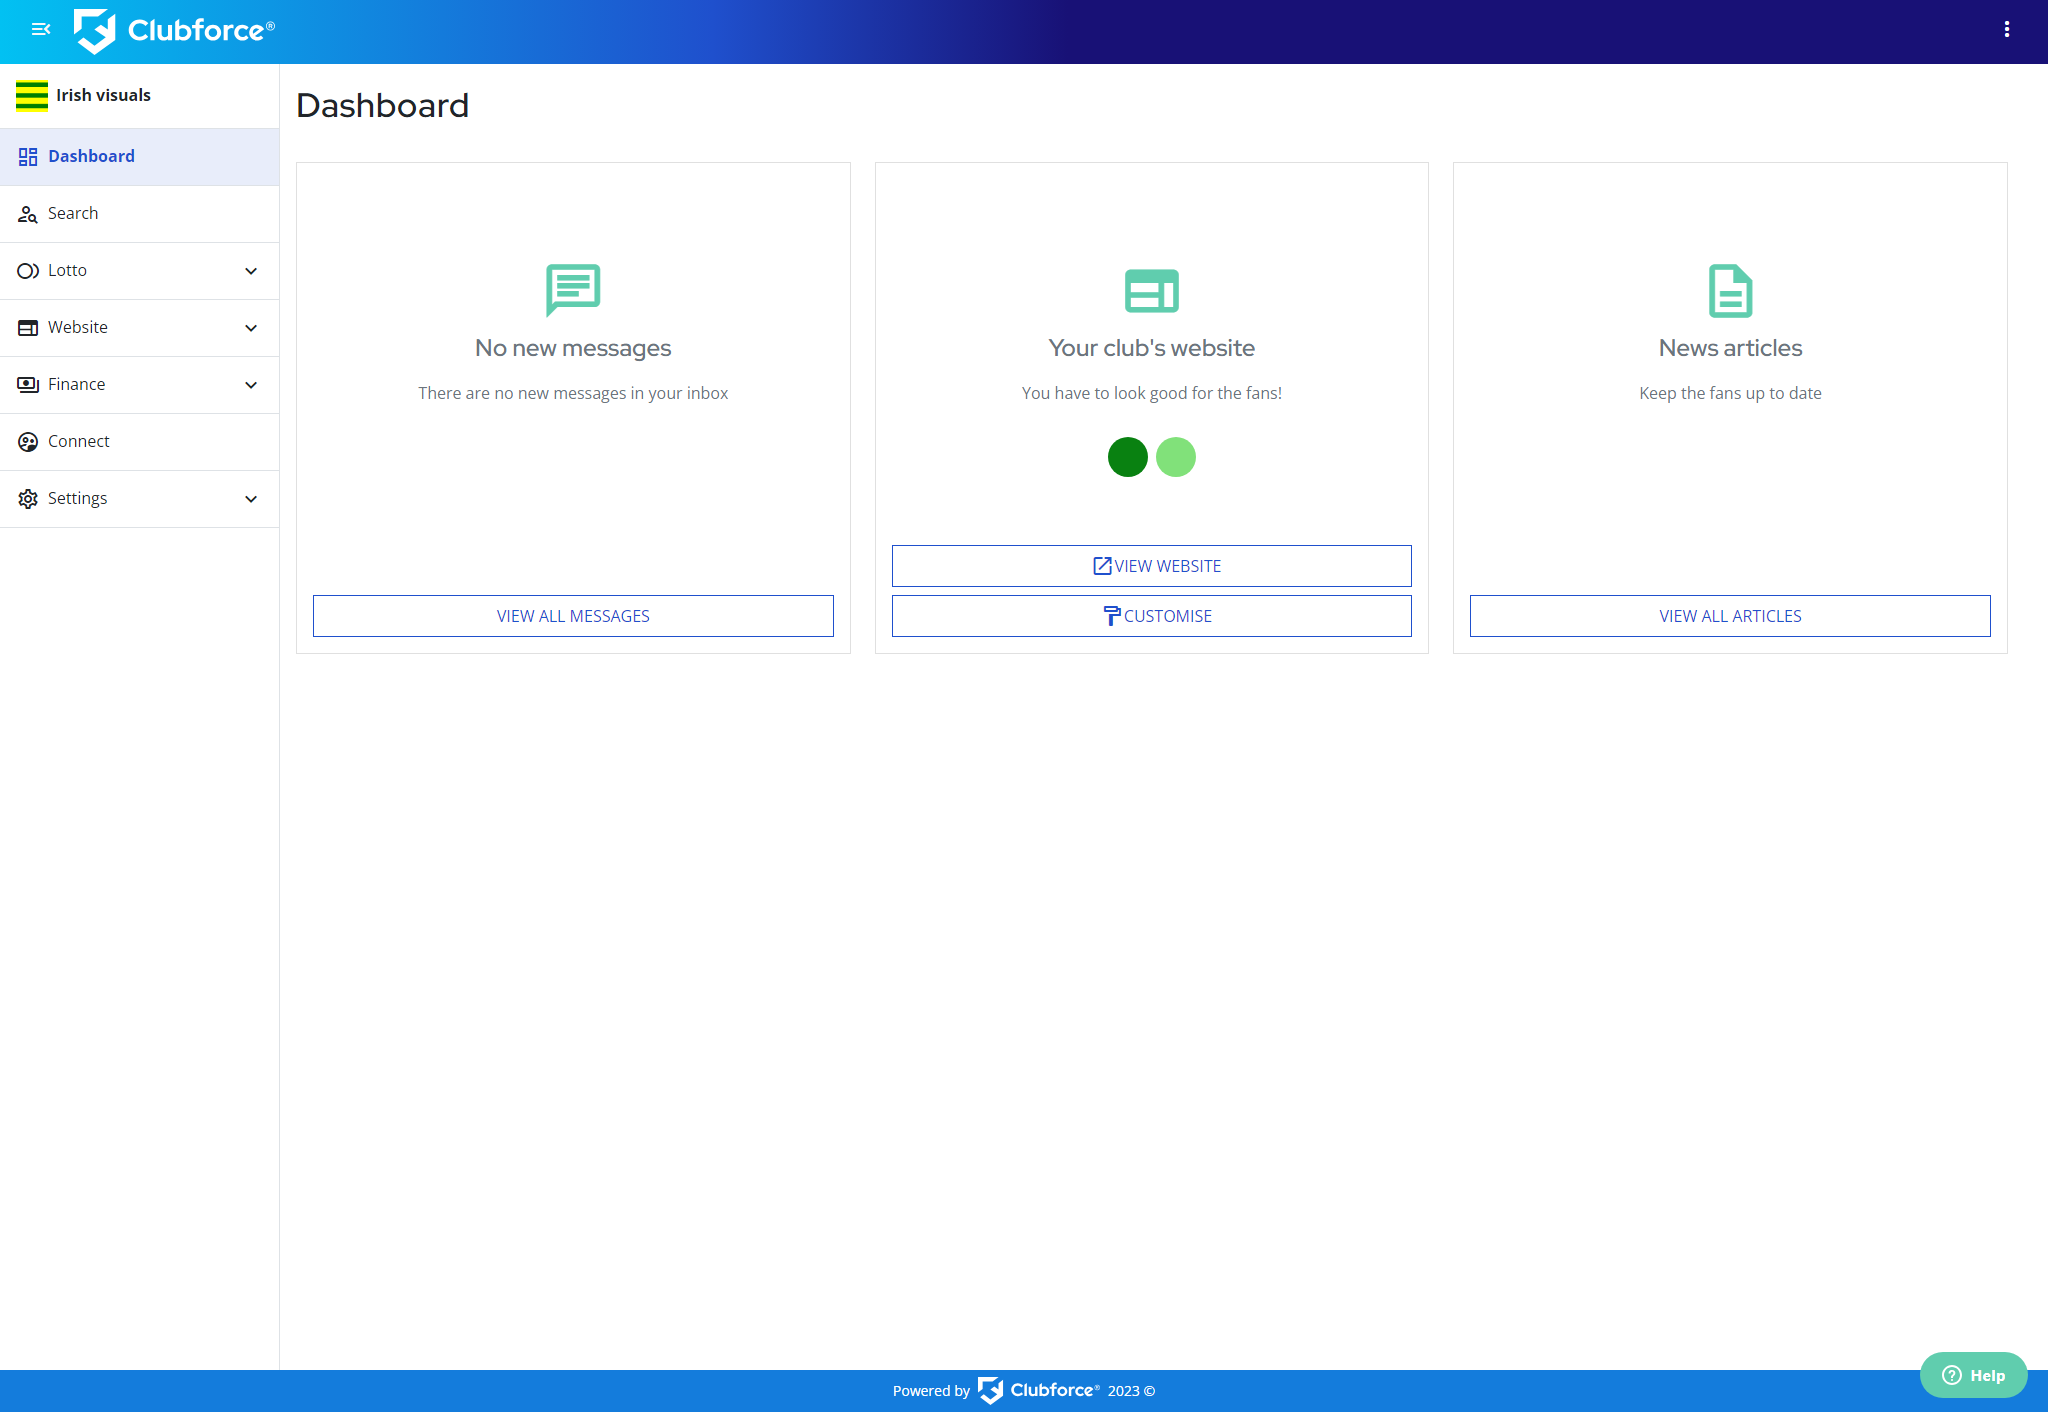 Clubforce®
Irish visuals
Dashboard
Search
Lotto
Website
Finance
Connect
Settings
Dashboard
No new messages
There are no new messages in your inbox
VIEW ALL MESSAGES
Your club's website
You have to look good for the fans!
VIEW WEBSITE
CUSTOMISE
News articles
Keep the fans up to date
VIEW ALL ARTICLES
Powered by Clubforce® 2023 ©
Help